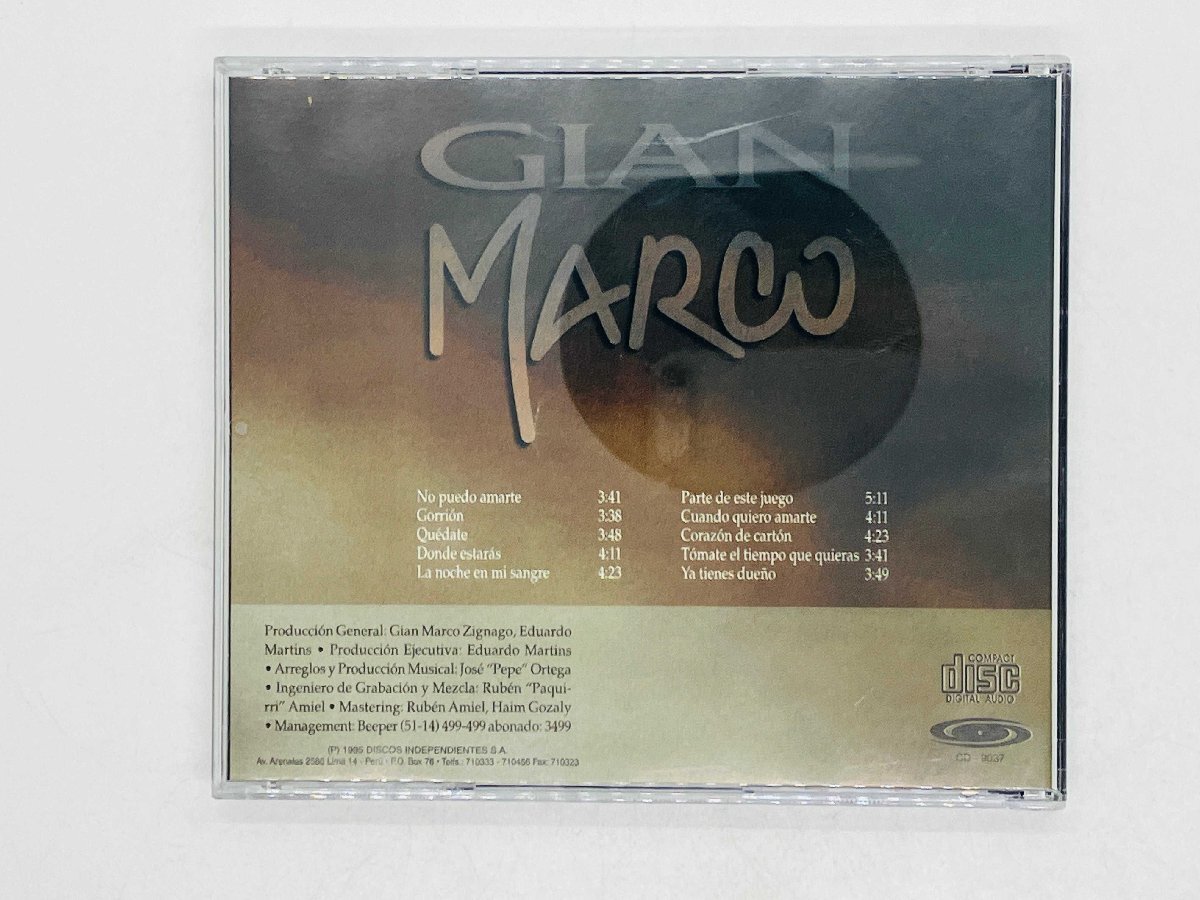 GIAN
MARCO
No puedo amarte 3:41
Gorrión 3:38
Quédate 3:48
Donde estarás 4:11
La noche en mi sangre 4:23
Parte de este juego 5:11
Cuando quiero amarte 4:11
Corazón de cartón 4:23
Tómate el tiempo que quieras 3:41
Ya tienes dueño 3:49
Producción General: Gian Marco Zignago, Eduardo
Martins • Producción Ejecutiva: Eduardo Martins
• Arreglos y Producción Musical: José "Pepe" Ortega
• Ingeniero de Grabación y Mezcla: Rubén "Paqui-
rri" Amiel • Mastering: Rubén Amiel, Haim Gozaly
• Management: Beeper (51-14) 499-499 abonado: 3499
(P) 1995 DISCOS INDEPENDIENTES S.A.
Av. Arenales 2580 Lima 14 - Perú - P.O. Box 76 • Telfs.: 710333 - 710456 Fax: 710323
COMPACT
disc
DIGITAL AUDIO
CD 9037